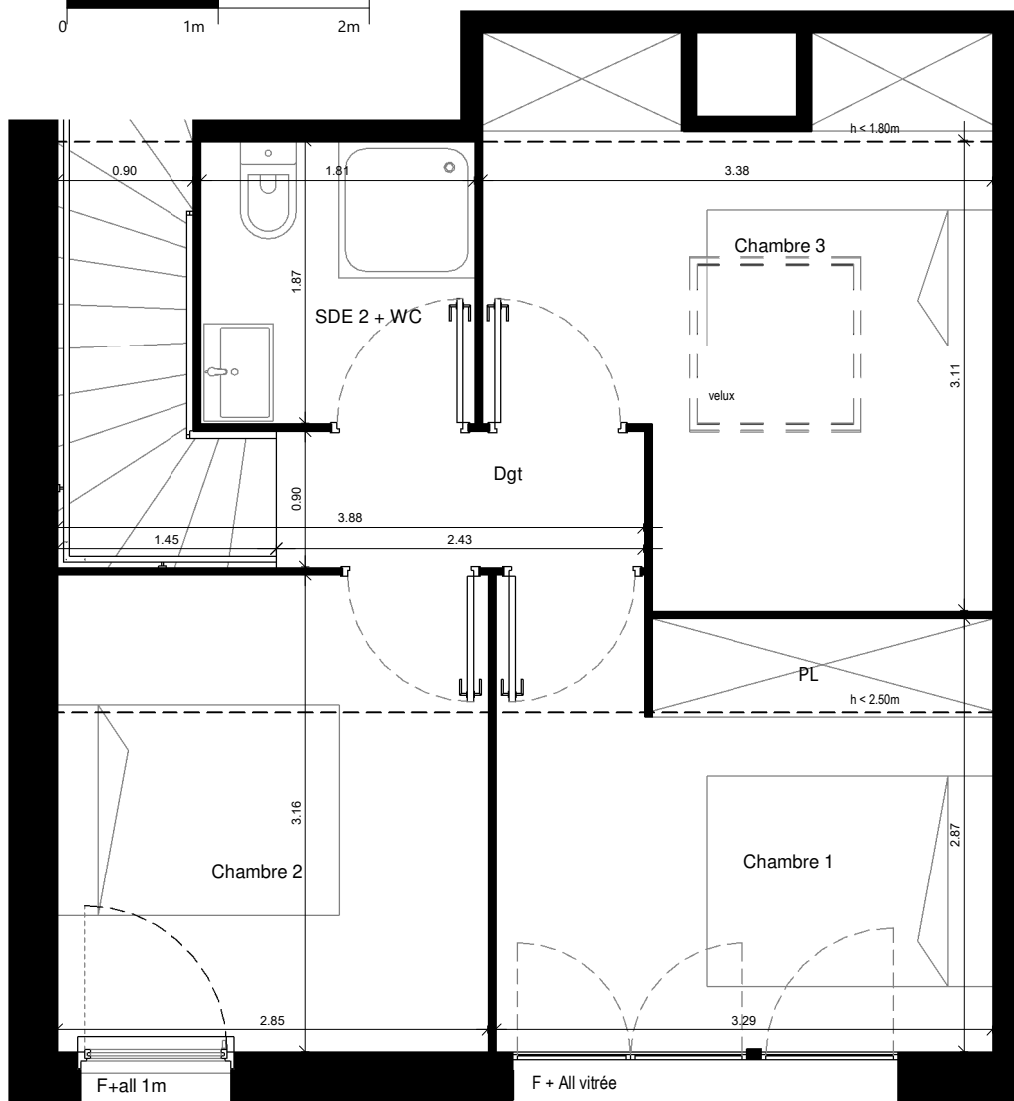 0 1m 2m
h < 1.80m
0.90 1.81 3.38
Chambre 3
1.87
SDE 2 + WC
3.11
velux
Dgt
0.90
3.88
1.45 2.43
PL
h < 2.50m
3.16
2.87
Chambre 2
Chambre 1
2.85 3.29
F+all 1m
F + All vitrée